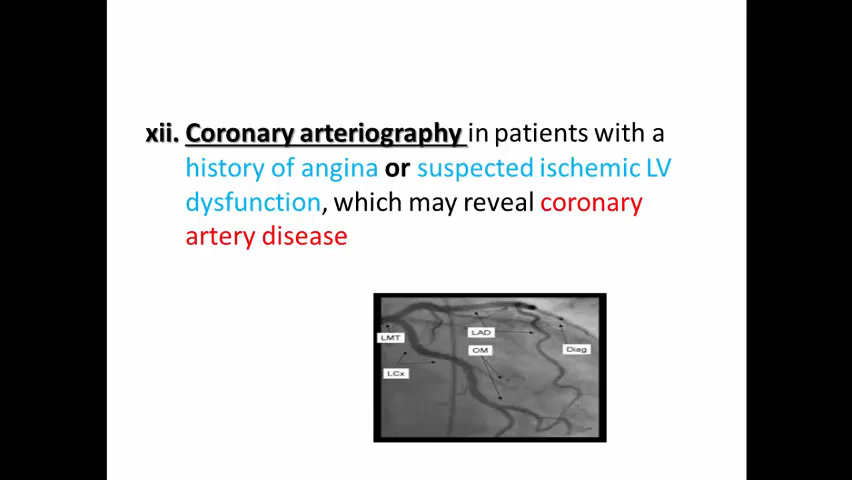 xii. Coronary arteriography in patients with a
history of angina or suspected ischemic LV
dysfunction, which may reveal coronary
artery disease
LMT
LAD
OM
Diag
LCx